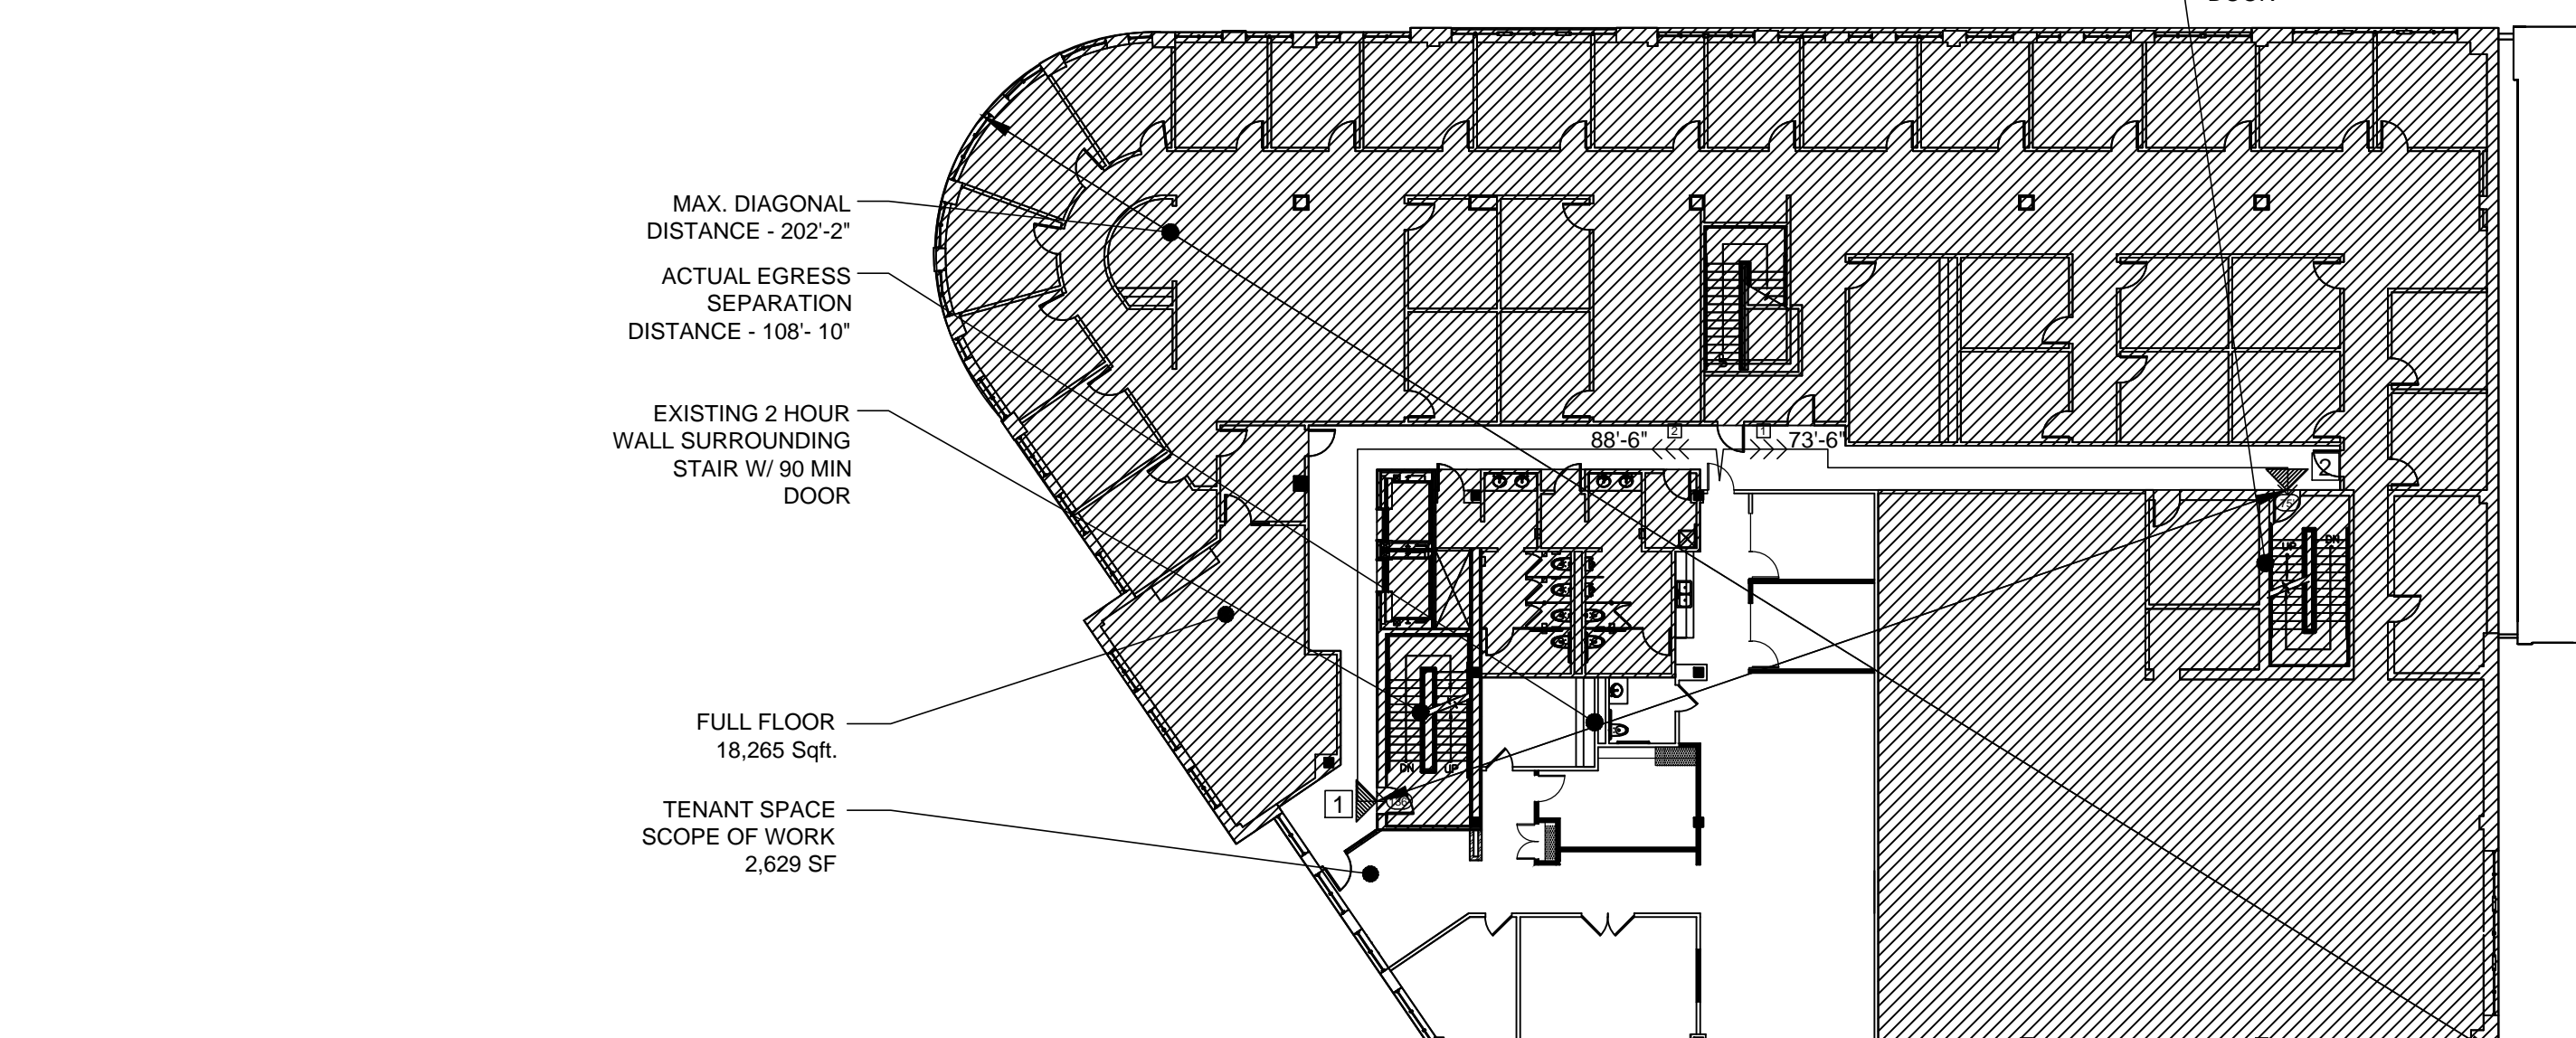 DOOR
MAX. DIAGONAL
DISTANCE - 202'-2"
ACTUAL EGRESS
SEPARATION
DISTANCE - 108'- 10"
EXISTING 2 HOUR
WALL SURROUNDING
STAIR W/ 90 MIN
DOOR
88'-6" 2 1 73'-6"
2
75'
UP DN
FULL FLOOR
18,265 Sqft.
DN UP
1
136
TENANT SPACE
SCOPE OF WORK
2,629 SF